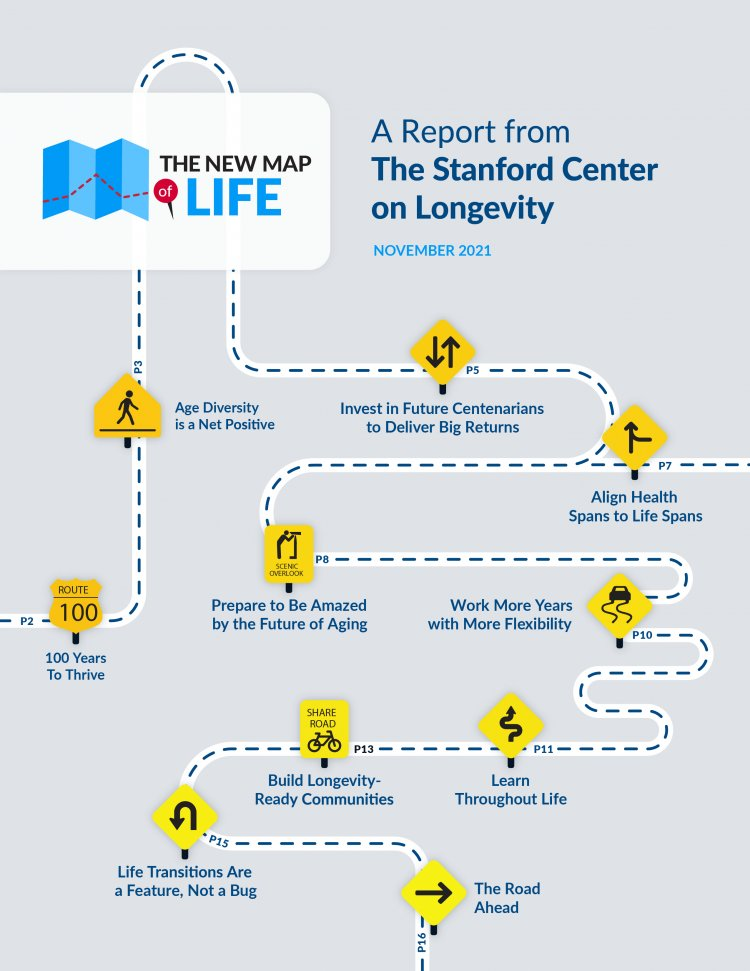 A Report from
The Stanford Center
on Longevity
NOVEMBER 2021
THE NEW MAP
of LIFE
P2
ROUTE
100
100 Years
To Thrive
P3
Age Diversity
is a Net Positive
P5
Invest in Future Centenarians
to Deliver Big Returns
P7
Align Health
Spans to Life Spans
SCENIC
OVERLOOK
P8
Prepare to Be Amazed
by the Future of Aging
Work More Years
with More Flexibility
P10
P11
Learn
Throughout Life
SHARE
ROAD
P13
Build Longevity-
Ready Communities
P15
Life Transitions Are
a Feature, Not a Bug
The Road
Ahead
P16